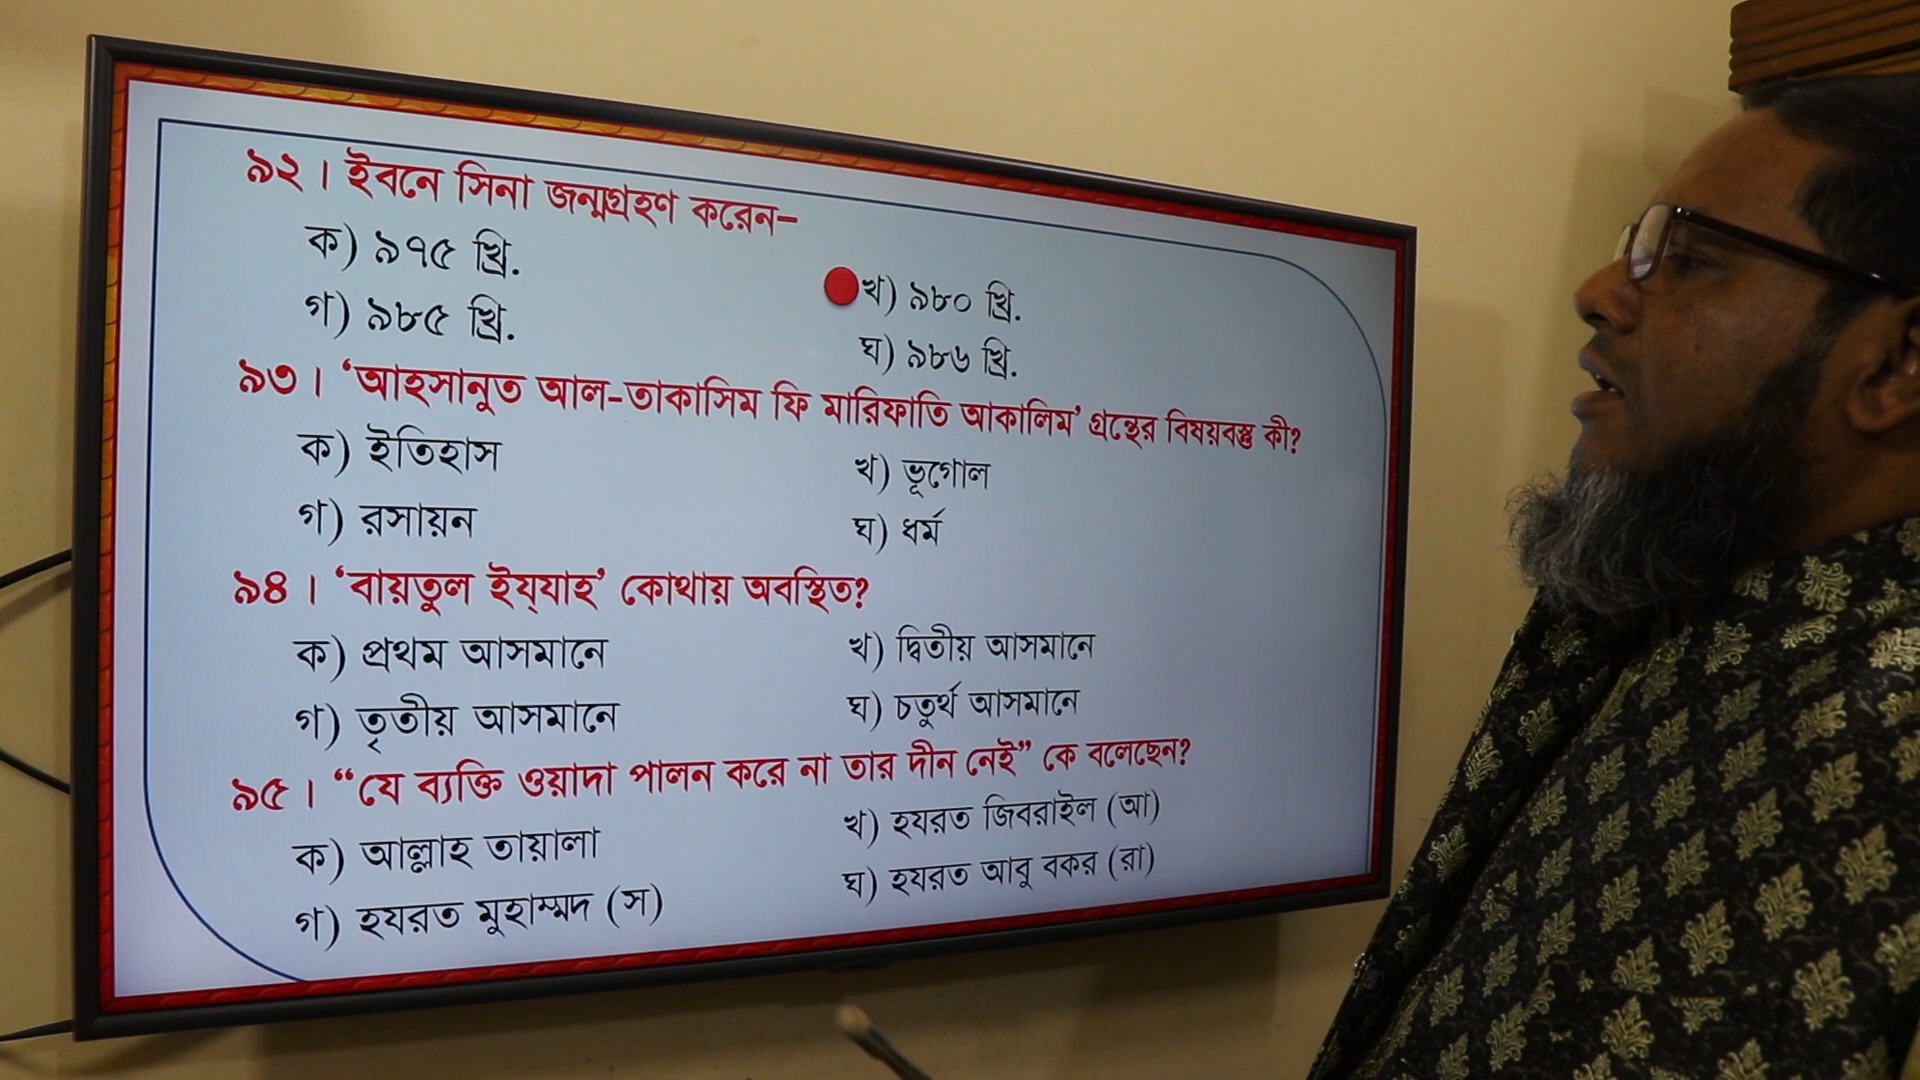 ৯২। ইবনে সিনা জন্মগ্রহণ করেন-
ক) ৯৭৫ খ্রি.
খ) ৯৮০ খ্রি.
গ) ৯৮৫ খ্রি.
ঘ) ৯৮৬ খ্রি.
৯৩। ‘আহসানুত আল-তাকাসিম ফি মারিফাতি আকালিম’ গ্রন্থের বিষয়বস্তু কী?
ক) ইতিহাস
খ) ভূগোল
গ) রসায়ন
ঘ) ধর্ম
৯৪। ‘বায়তুল ইয্যাহ’ কোথায় অবস্থিত?
ক) প্রথম আসমানে
খ) দ্বিতীয় আসমানে
গ) তৃতীয় আসমানে
ঘ) চতুর্থ আসমানে
৯৫। “যে ব্যক্তি ওয়াদা পালন করে না তার দীন নেই” কে বলেছেন?
ক) আল্লাহ তায়ালা
খ) হযরত জিবরাইল (আ)
গ) হযরত মুহাম্মদ (স)
ঘ) হযরত আবু বকর (রা)